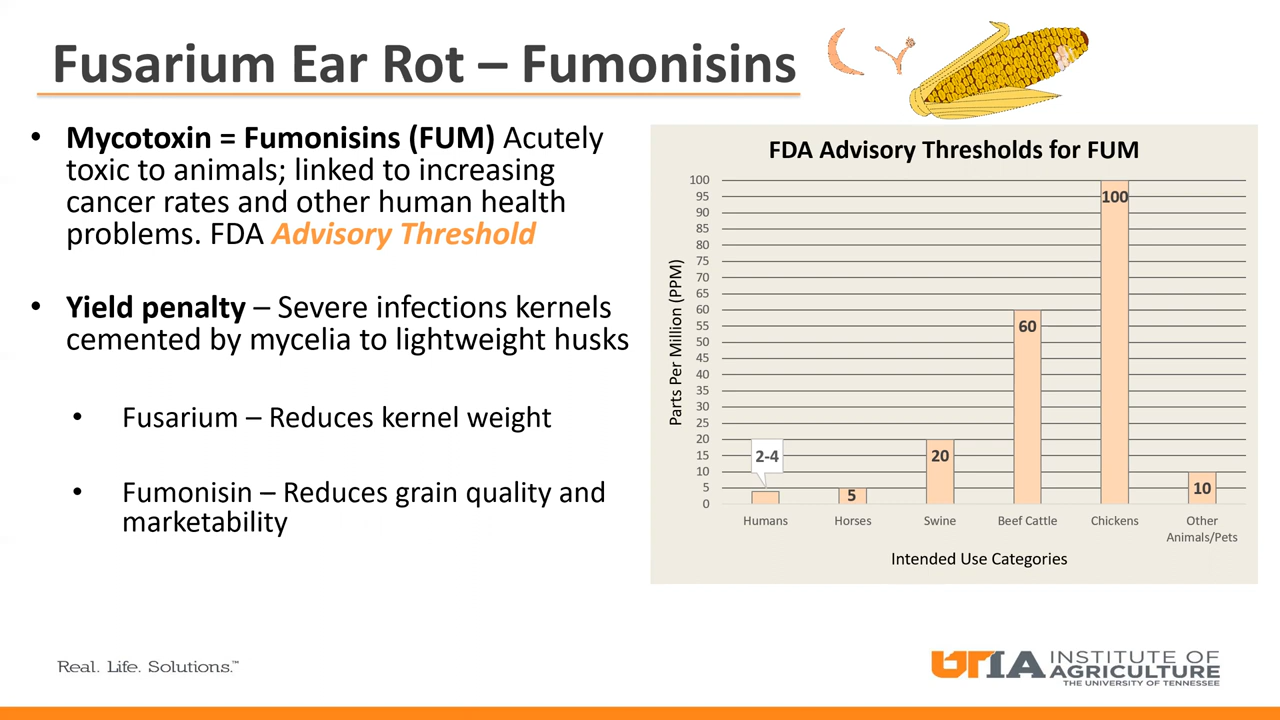 Fusarium Ear Rot – Fumonisins
• Mycotoxin = Fumonisins (FUM) Acutely
toxic to animals; linked to increasing
cancer rates and other human health
problems. FDA Advisory Threshold
• Yield penalty – Severe infections kernels
cemented by mycelia to lightweight husks
• Fusarium – Reduces kernel weight
• Fumonisin – Reduces grain quality and
marketability
FDA Advisory Thresholds for FUM
Parts Per Million (PPM)
100
95
90
85
80
75
70
65
60
55
50
45
40
35
30
25
20
15
10
5
0
2-4
5
20
60
100
10
Humans
Horses
Swine
Beef Cattle
Chickens
Other
Animals/Pets
Intended Use Categories
Real. Life. Solutions.™
UTIA INSTITUTE OF
AGRICULTURE
THE UNIVERSITY OF TENNESSEE